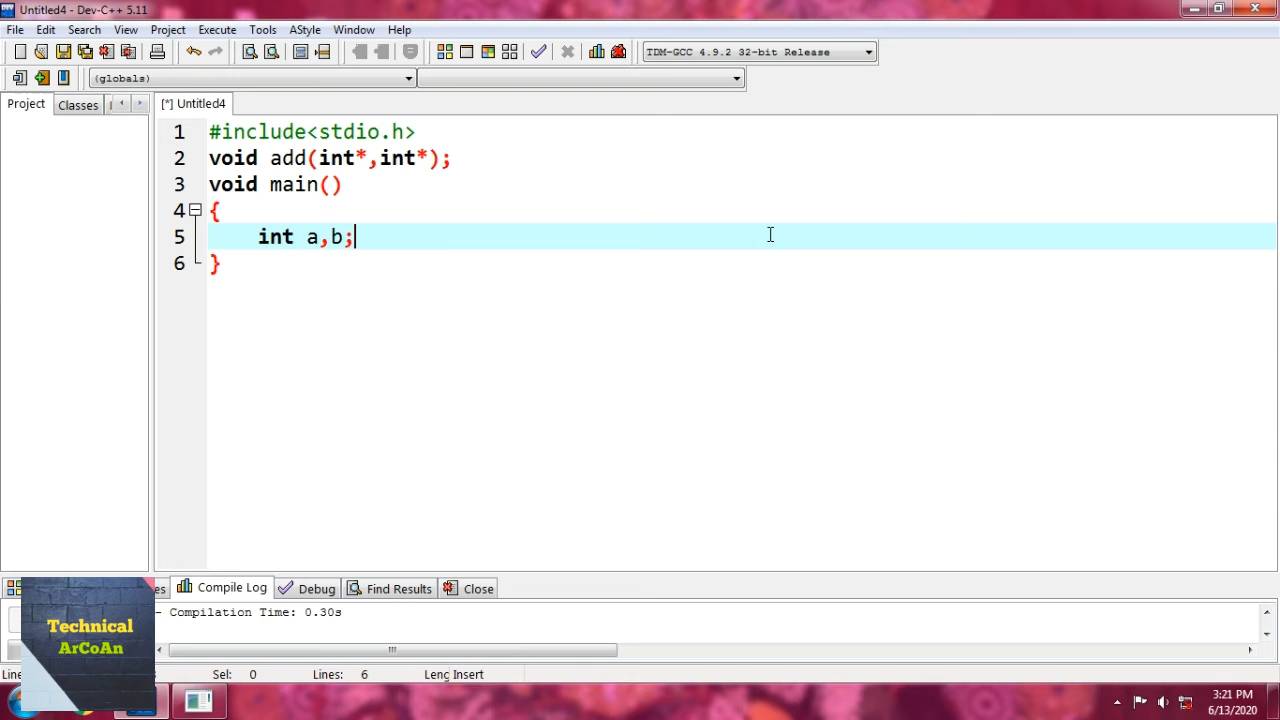 Untitled4 - Dev-C++ 5.11
File Edit Search View Project Execute Tools AStyle Window Help
TDM-GCC 4.9.2 32-bit Release
(globals)
Project Classes
[*] Untitled4
1 #include<stdio.h>
2 void add(int*,int*);
3 void main()
4 {
5 int a,b;
6 }
es Compile Log Debug Find Results Close
- Compilation Time: 0.30s
Technical
ArCoAn
Line Sel: 0 Lines: 6 Leng Insert
3:21 PM
6/13/2020